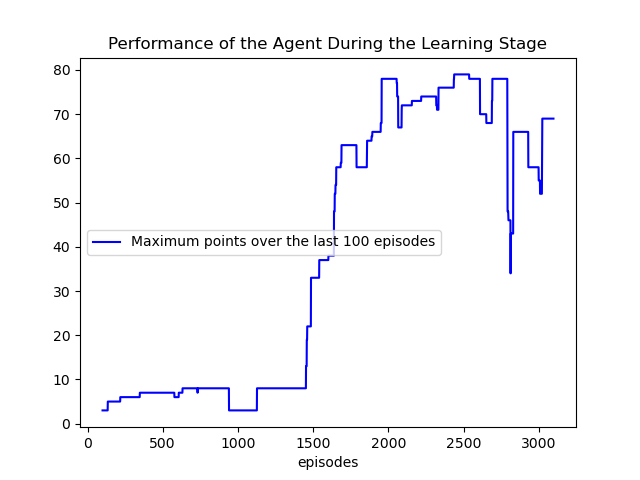 Performance of the Agent During the Learning Stage
80
70
60
50
40
30
20
10
0
Maximum points over the last 100 episodes
0 500 1000 1500 2000 2500 3000
episodes